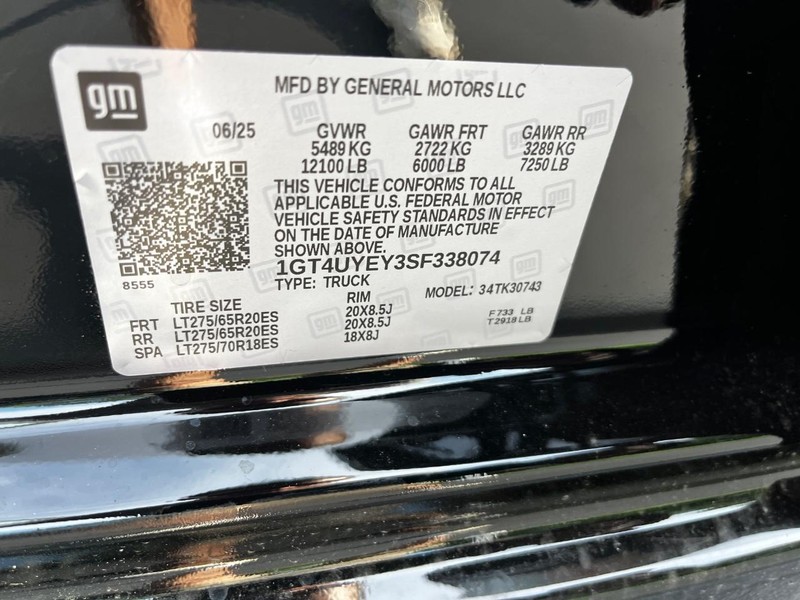 gm
MFD BY GENERAL MOTORS LLC
06/25 GVWR GAWR FRT GAWR RR
5489 KG 2722 KG 3289 KG
12100 LB 6000 LB 7250 LB
THIS VEHICLE CONFORMS TO ALL
APPLICABLE U.S. FEDERAL MOTOR
VEHICLE SAFETY STANDARDS IN EFFECT
ON THE DATE OF MANUFACTURE
SHOWN ABOVE.
1GT4UYEY3SF338074
8555
TYPE: TRUCK MODEL: 34TK30743
TIRE SIZE RIM
FRT LT275/65R20ES 20X8.5J F 733 LB
RR LT275/65R20ES 20X8.5J T 2918 LB
SPA LT275/70R18ES 18X8J